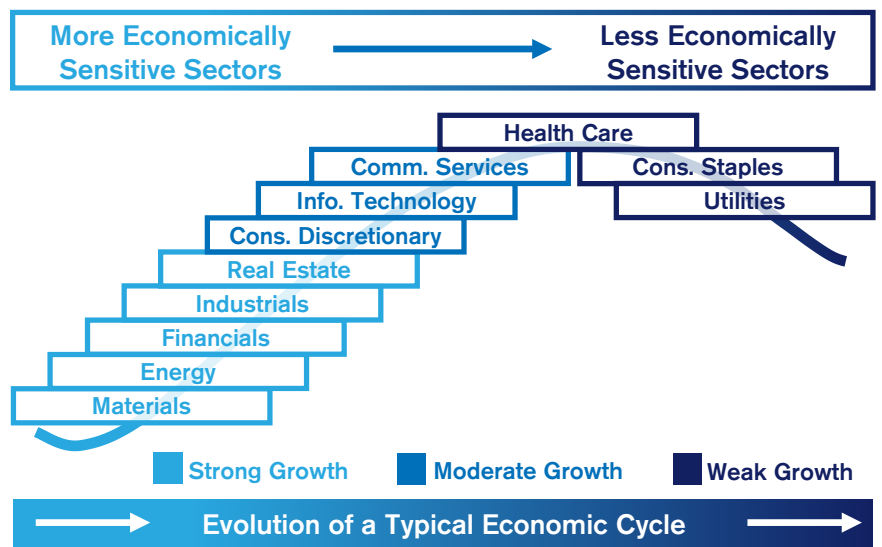 More Economically
Sensitive Sectors
Less Economically
Sensitive Sectors
Health Care
Comm. Services
Cons. Staples
Info. Technology
Utilities
Cons. Discretionary
Real Estate
Industrials
Financials
Energy
Materials
Strong Growth
Moderate Growth
Weak Growth
Evolution of a Typical Economic Cycle